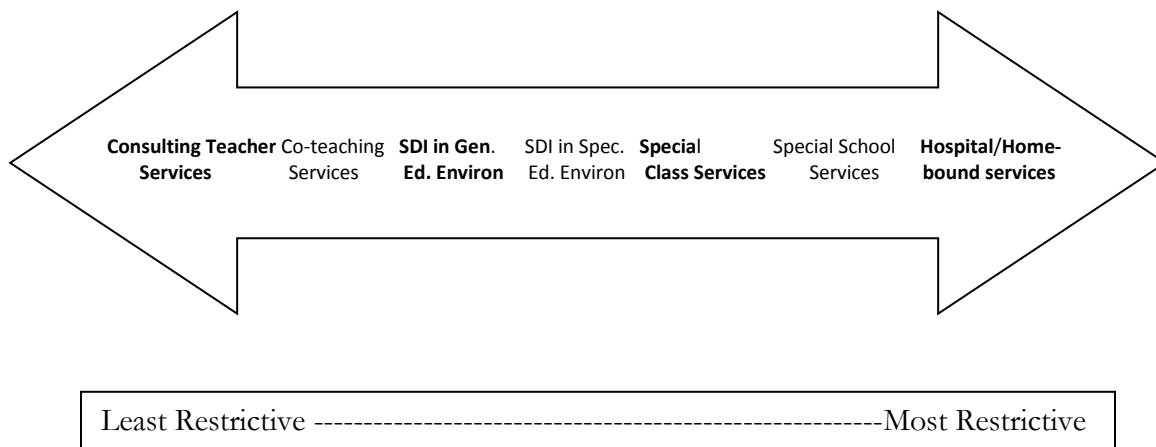 Consulting Teacher Co-teaching SDI in Gen. SDI in Spec. Special Special School Hospital/Home-
Services Services Ed. Environ Ed. Environ Class Services Services bound services
Least Restrictive ----------------------------------------------------------Most Restrictive